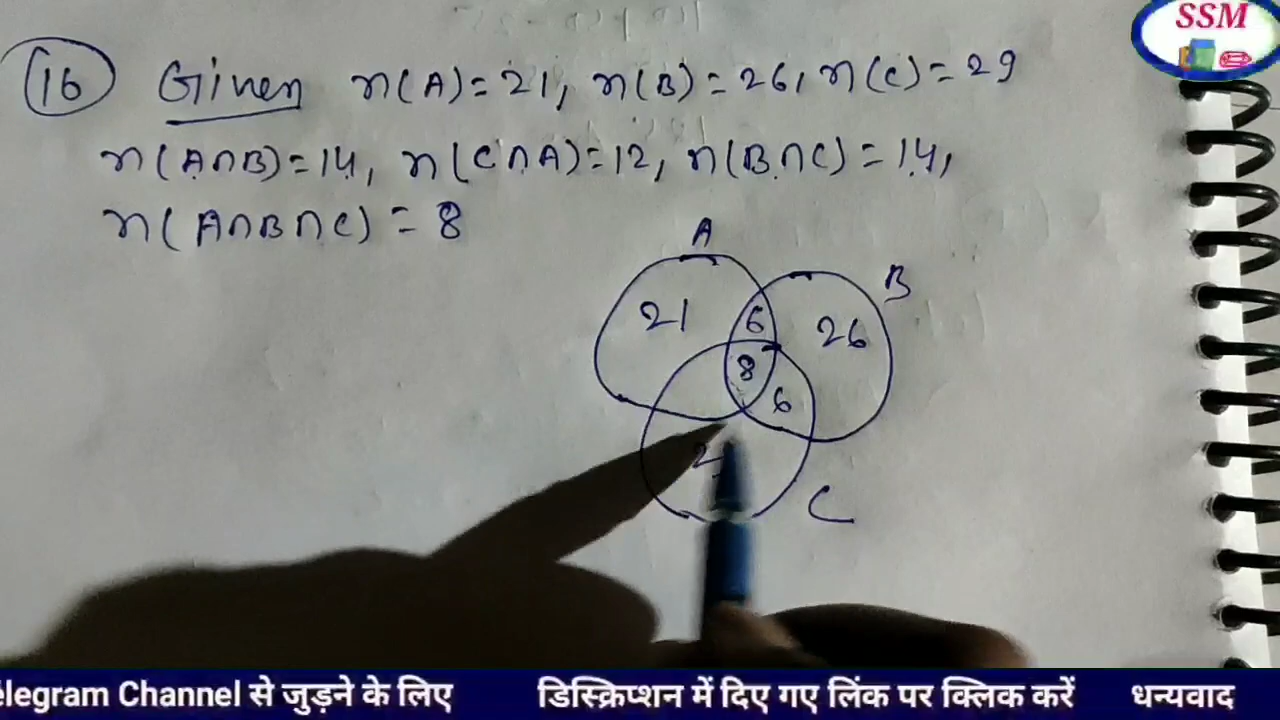 SSM
16 Given n(A)=21, n(B)=26, n(C)=29
n(A∩B)=14, n(C∩A)=12, n(B∩C)=14,
n(A∩B∩C)=8
A
B
21 6 26
8
6
C
elegram Channel से जुड़ने के लिए डिस्क्रिप्शन में दिए गए लिंक पर क्लिक करें धन्यवाद